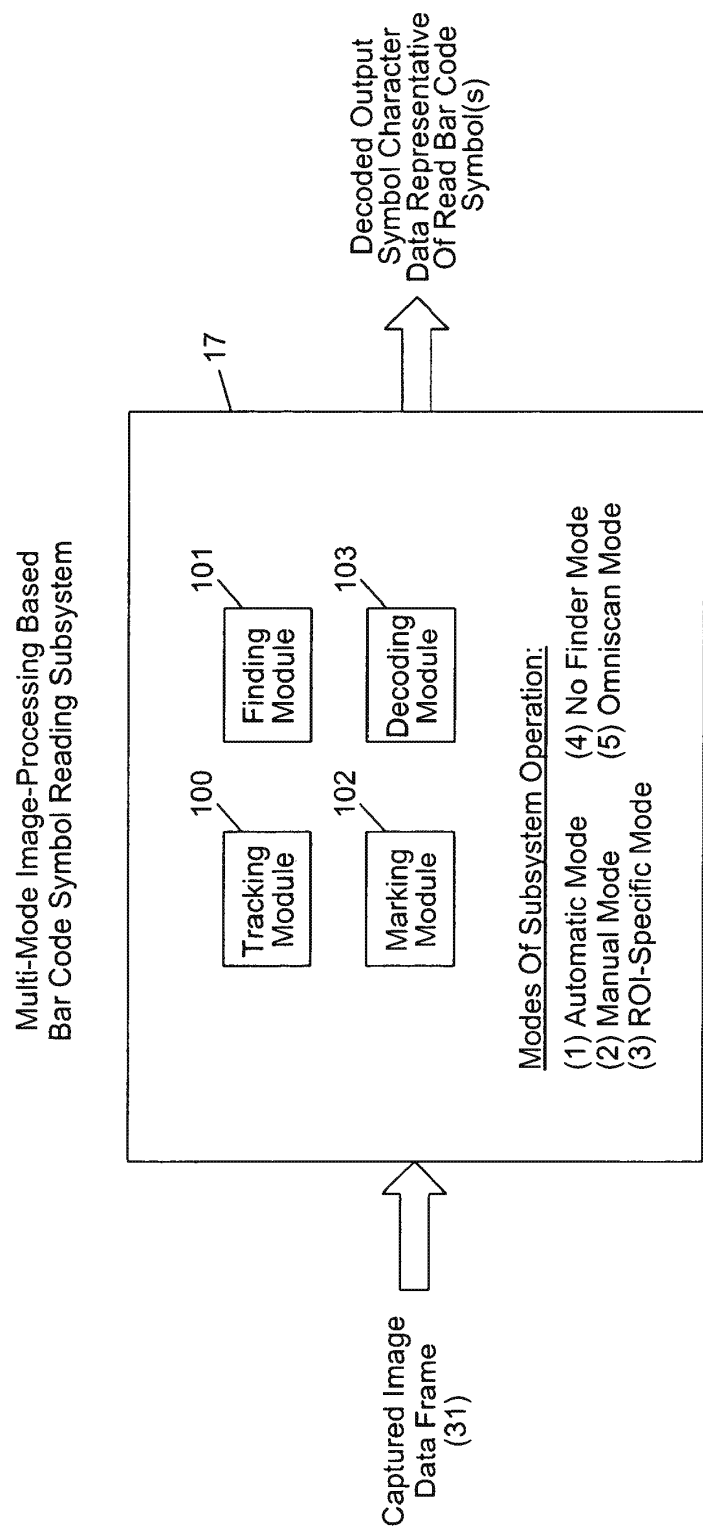 Multi-Mode Image-Processing Based
Bar Code Symbol Reading Subsystem
17
Captured Image
Data Frame
(31)
100
Tracking
Module
101
Finding
Module
102
Marking
Module
103
Decoding
Module
Modes Of Subsystem Operation:
(1) Automatic Mode
(2) Manual Mode
(3) ROI-Specific Mode
(4) No Finder Mode
(5) Omniscan Mode
Decoded Output
Symbol Character
Data Representative
Of Read Bar Code
Symbol(s)